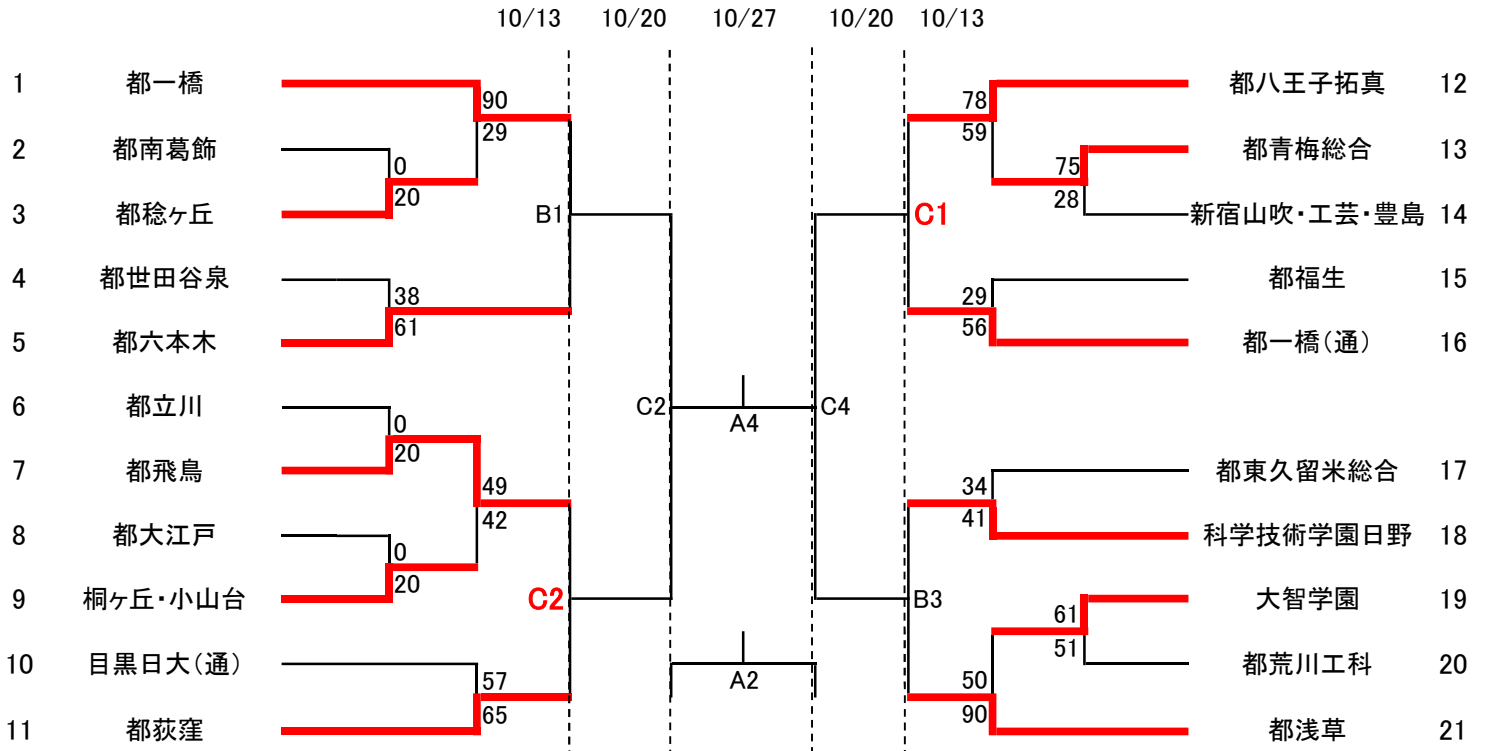 10/13 10/20 10/27 10/20 10/13
1 都一橋 90 78 都八王子拓真 12
29 59
2 都南葛飾 0 75 都青梅総合 13
3 都稔ヶ丘 20 B1 C1 28 新宿山吹・工芸・豊島 14
4 都世田谷泉 38 29 都福生 15
5 都六本木 61 56 都一橋(通) 16
6 都立川 0 C2 A4 C4
7 都飛鳥 20 49 34 都東久留米総合 17
42 41
8 都大江戸 0 科学技術学園日野 18
9 桐ヶ丘・小山台 20 C2 B3 61 大智学園 19
10 目黒日大(通) 57 A2 50 51 都荒川工科 20
11 都荻窪 65 90 都浅草 21